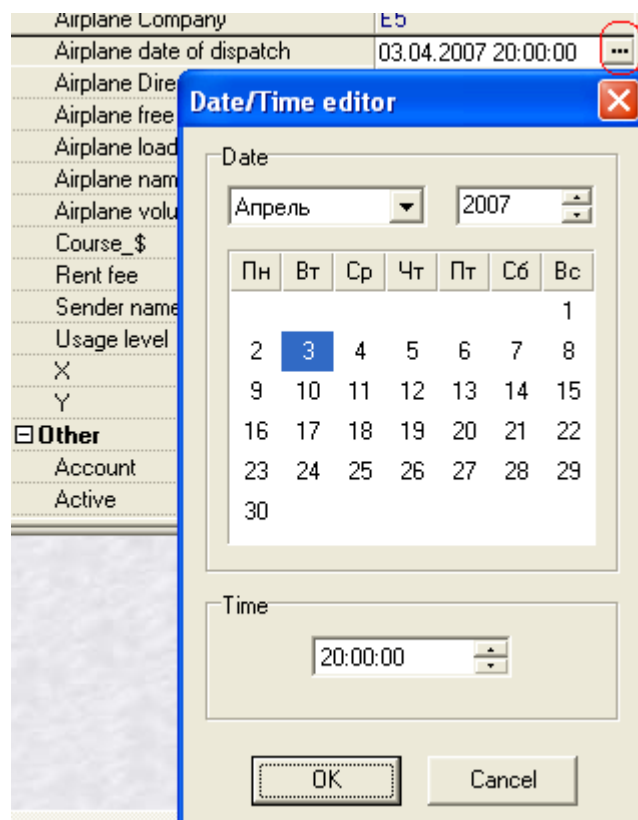 Airplane Company E5
Airplane date of dispatch 03.04.2007 20:00:00 ...
Airplane Dire
Date/Time editor
Airplane free
Airplane load
Date
Airplane nam
Апрель 2007
Airplane volu
Course_$
Пн Вт Ср Чт Пт Сб Вс
Rent fee
Sender name
1
Usage level
2 3 4 5 6 7 8
X
9 10 11 12 13 14 15
Y
Other
16 17 18 19 20 21 22
Account
23 24 25 26 27 28 29
Active
30
Time
20:00:00
OK Cancel